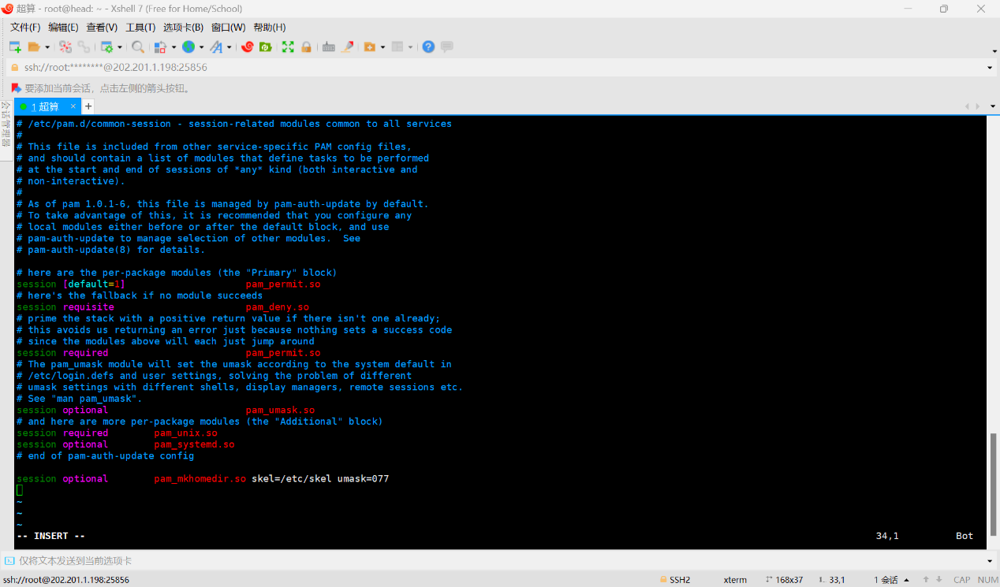 超算 - root@head: ~ - Xshell 7 (Free for Home/School)
文件(F) 编辑(E) 查看(V) 工具(T) 选项卡(B) 窗口(W) 帮助(H)
ssh://root:********@202.201.1.198:25856
要添加当前会话，点击左侧的箭头按钮。
会话管理器
1 超算 × +
# /etc/pam.d/common-session - session-related modules common to all services
#
# This file is included from other service-specific PAM config files,
# and should contain a list of modules that define tasks to be performed
# at the start and end of sessions of *any* kind (both interactive and
# non-interactive).
#
# As of pam 1.0.1-6, this file is managed by pam-auth-update by default.
# To take advantage of this, it is recommended that you configure any
# local modules either before or after the default block, and use
# pam-auth-update to manage selection of other modules.  See
# pam-auth-update(8) for details.
# here are the per-package modules (the "Primary" block)
session [default=1]                     pam_permit.so
# here's the fallback if no module succeeds
session requisite                       pam_deny.so
# prime the stack with a positive return value if there isn't one already;
# this avoids us returning an error just because nothing sets a success code
# since the modules above will each just jump around
session required                        pam_permit.so
# The pam_umask module will set the umask according to the system default in
# /etc/login.defs and user settings, solving the problem of different
# umask settings with different shells, display managers, remote sessions etc.
# See "man pam_umask".
session optional                        pam_umask.so
# and here are more per-package modules (the "Additional" block)
session required        pam_unix.so
session optional        pam_systemd.so
# end of pam-auth-update config
session optional        pam_mkhomedir.so skel=/etc/skel umask=077
~
~
~
-- INSERT -- 34,1 Bot
仅将文本发送到当前选项卡
ssh://root@202.201.1.198:25856 SSH2 xterm 168x37 33,1 1 会话 CAP NUM